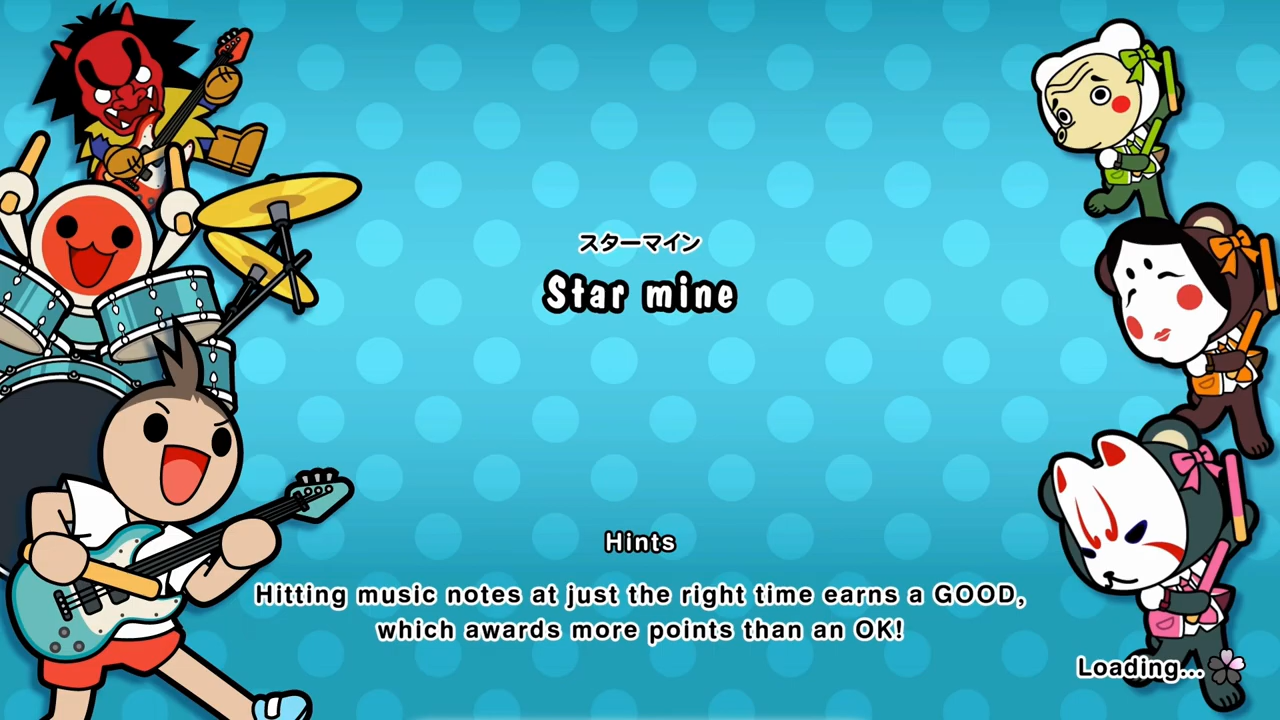 スターマイン
Star mine
Hints
Hitting music notes at just the right time earns a GOOD,
which awards more points than an OK!
Loading...